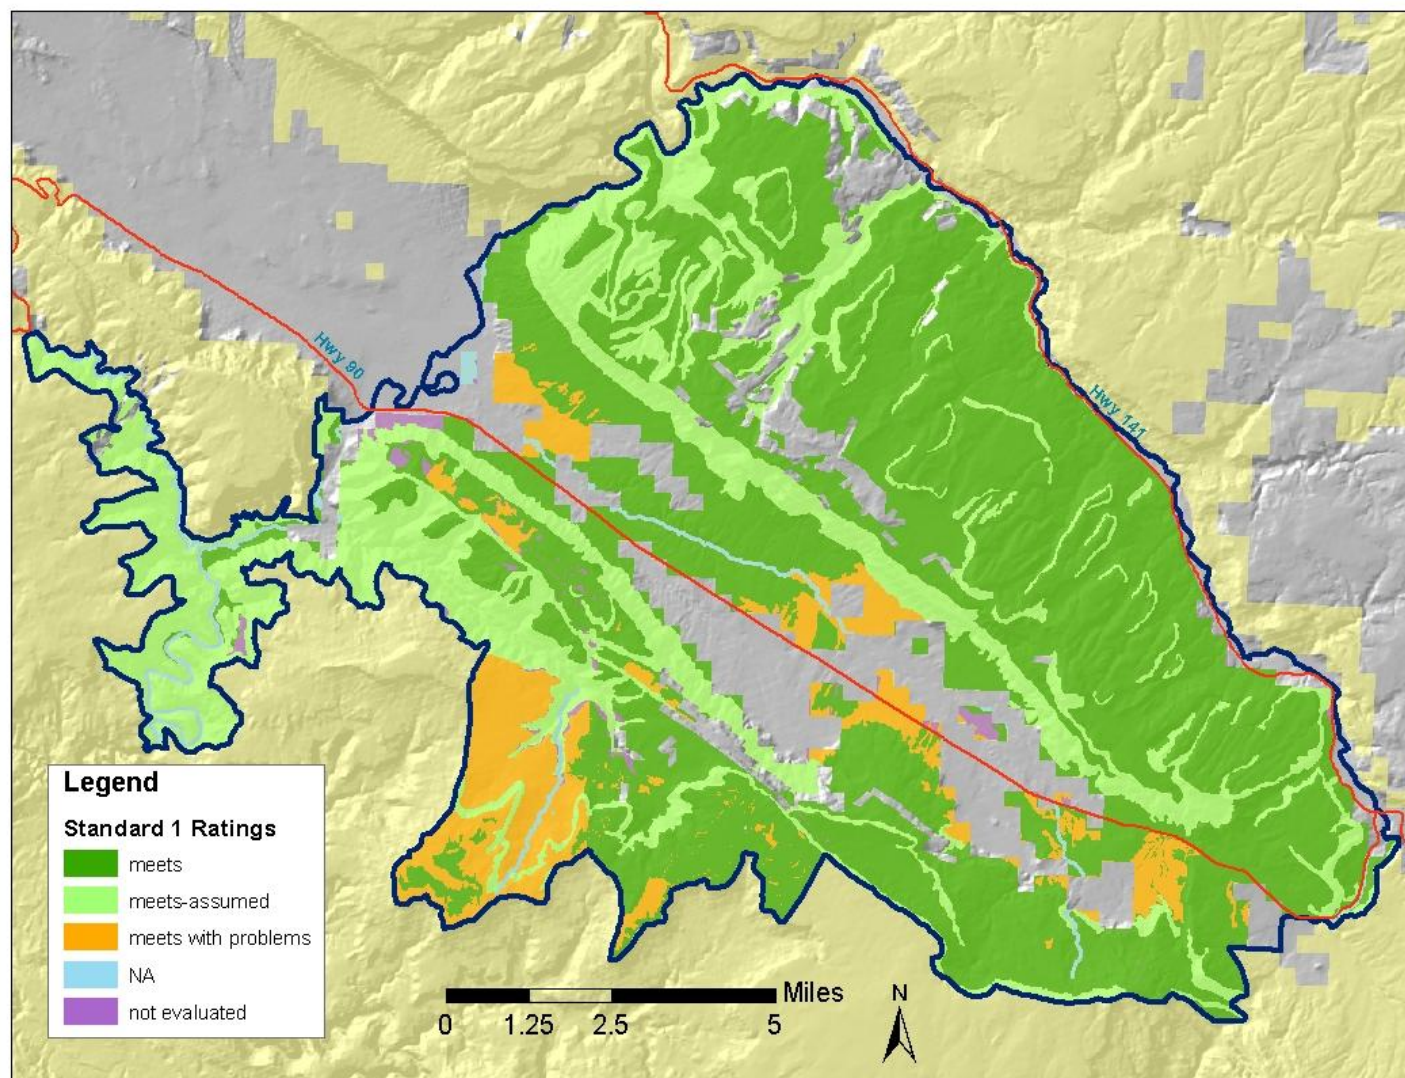 Hwy 90
Hwy 141
Legend
Standard 1 Ratings
meets
meets-assumed
meets with problems
NA
not evaluated
Miles
0 1.25 2.5 5
N